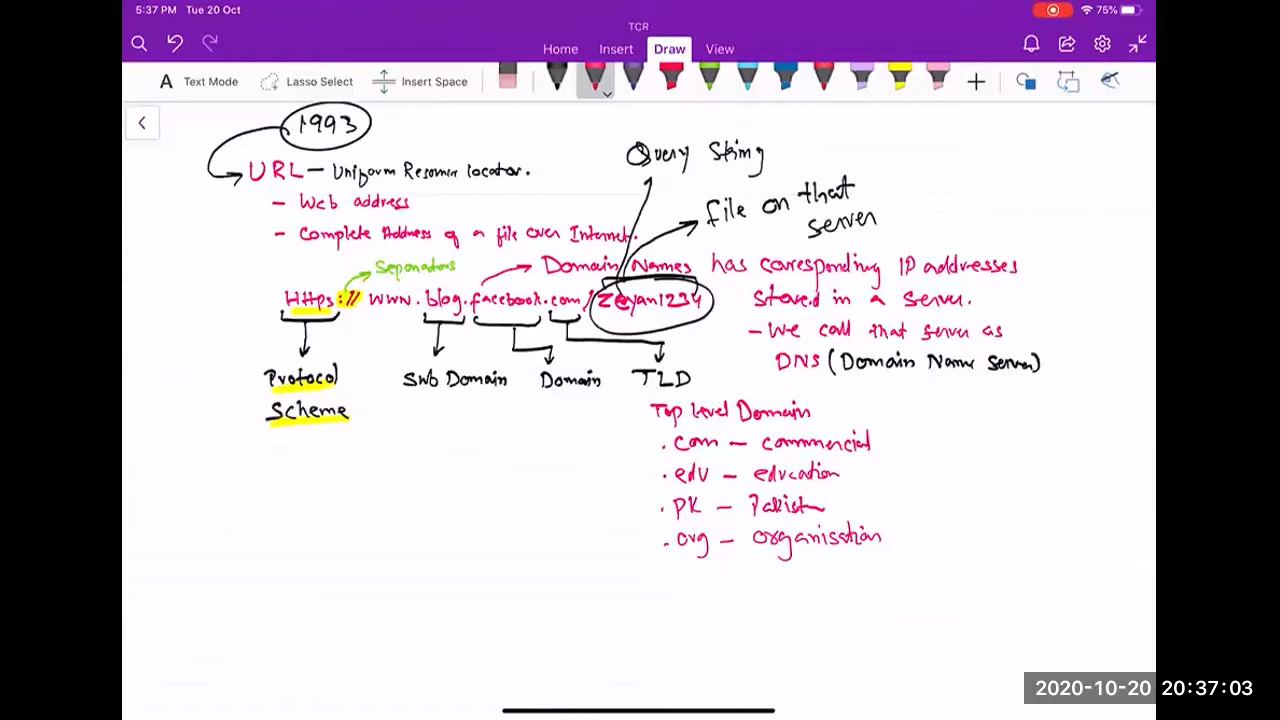 5:37 PM Tue 20 Oct
75%
TCR
Home Insert Draw View
Text Mode Lasso Select Insert Space
1993
URL – Uniform Resource locator.
- Web address
- Complete Address of a file over Internet.
Query String
file on that
server
Separators
Domain Names has corresponding IP addresses
stored in a server.
- We call that server as
DNS (Domain Name Server)
Https:// www.blog.facebook.com/zeyan1234
Protocol
Scheme
Sub Domain
Domain
TLD
Top level Domain
.com – commercial
.edu – education
.PK – Pakistan
.org – organisation
2020-10-20 20:37:03